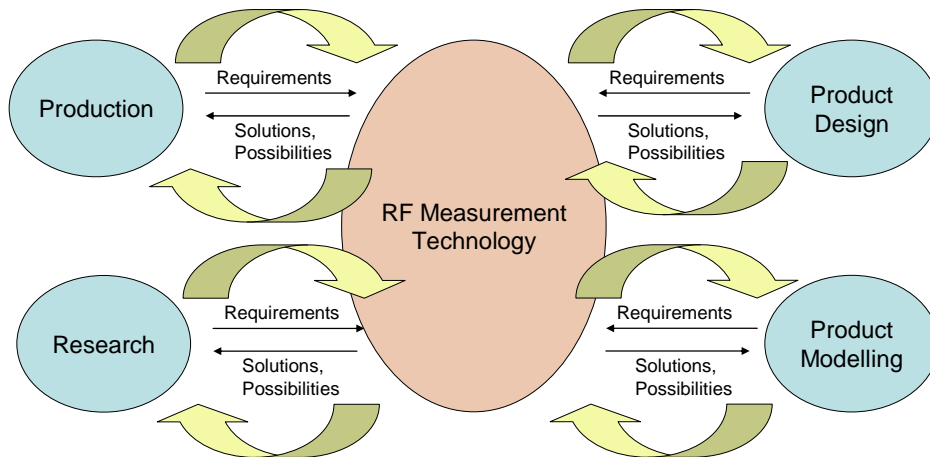 Production
Requirements
Solutions,
Possibilities
RF Measurement
Technology
Requirements
Solutions,
Possibilities
Product
Design
Research
Requirements
Solutions,
Possibilities
Requirements
Solutions,
Possibilities
Product
Modelling